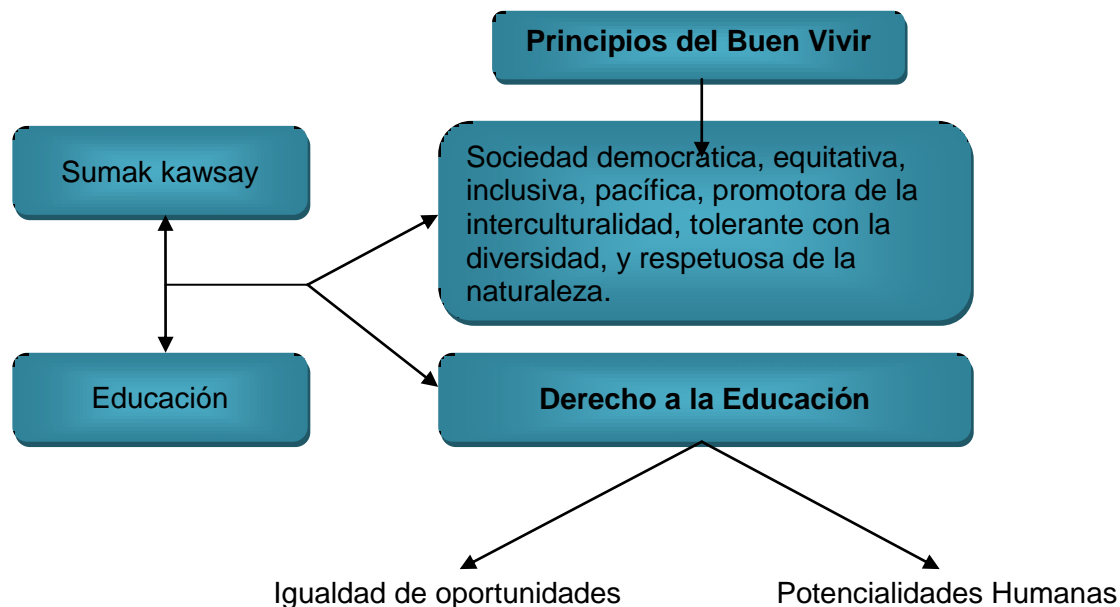 Principios del Buen Vivir
Sumak kawsay
Sociedad democrática, equitativa,
inclusiva, pacífica, promotora de la
interculturalidad, tolerante con la
diversidad, y respetuosa de la
naturaleza.
Educación
Derecho a la Educación
Igualdad de oportunidades
Potencialidades Humanas